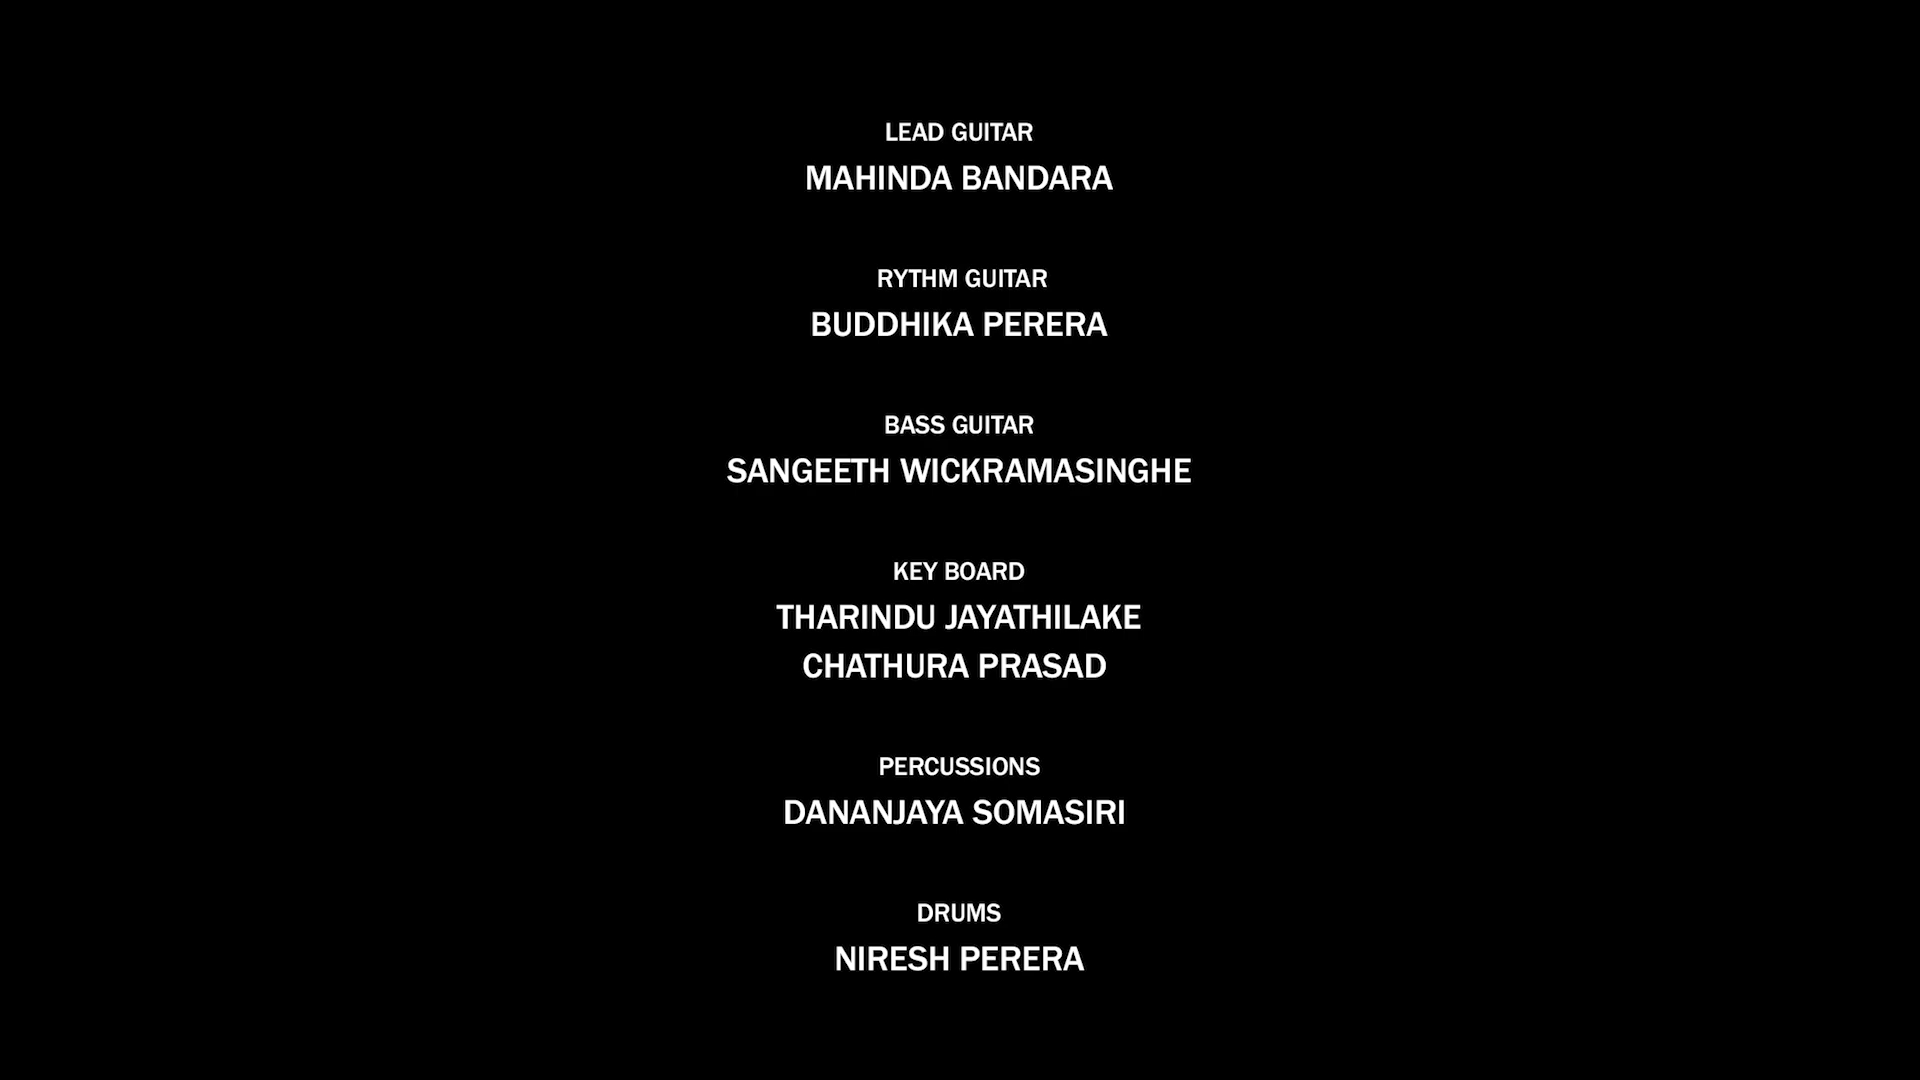 LEAD GUITAR
MAHINDA BANDARA
RYTHM GUITAR
BUDDHIKA PERERA
BASS GUITAR
SANGEETH WICKRAMASINGHE
KEY BOARD
THARINDU JAYATHILAKE
CHATHURA PRASAD
PERCUSSIONS
DANANJAYA SOMASIRI
DRUMS
NIRESH PERERA